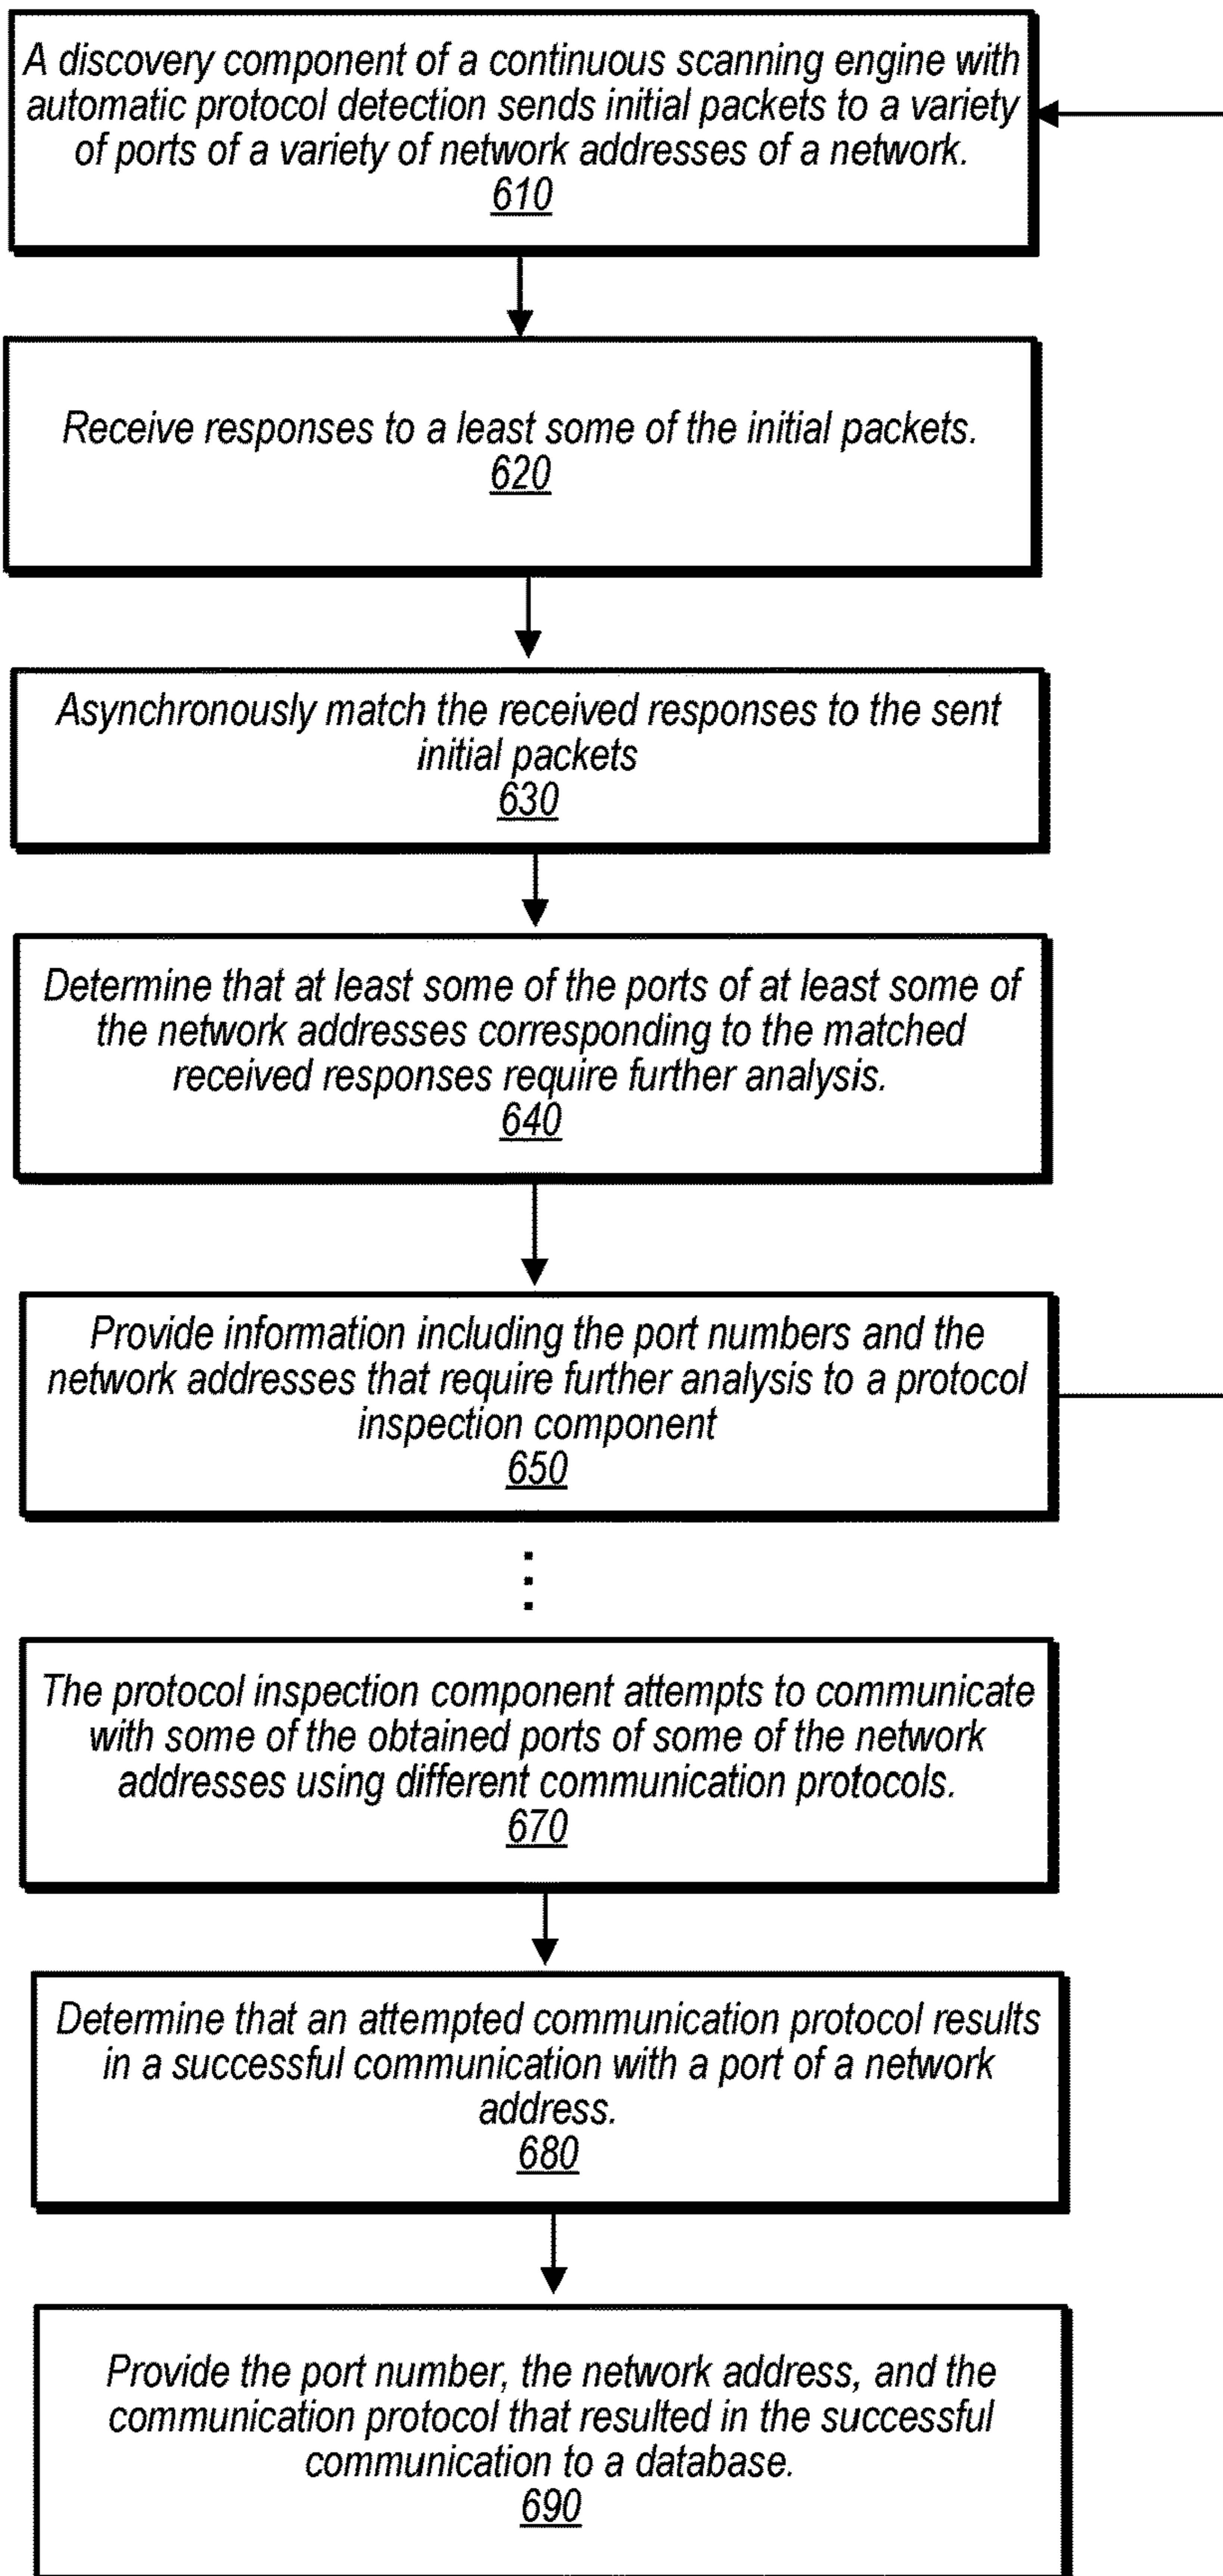 A discovery component of a continuous scanning engine with
automatic protocol detection sends initial packets to a variety
of ports of a variety of network addresses of a network.
610
Receive responses to a least some of the initial packets.
620
Asynchronously match the received responses to the sent
initial packets
630
Determine that at least some of the ports of at least some of
the network addresses corresponding to the matched
received responses require further analysis.
640
Provide information including the port numbers and the
network addresses that require further analysis to a protocol
inspection component
650
The protocol inspection component attempts to communicate
with some of the obtained ports of some of the network
addresses using different communication protocols.
670
Determine that an attempted communication protocol results
in a successful communication with a port of a network
address.
680
Provide the port number, the network address, and the
communication protocol that resulted in the successful
communication to a database.
690